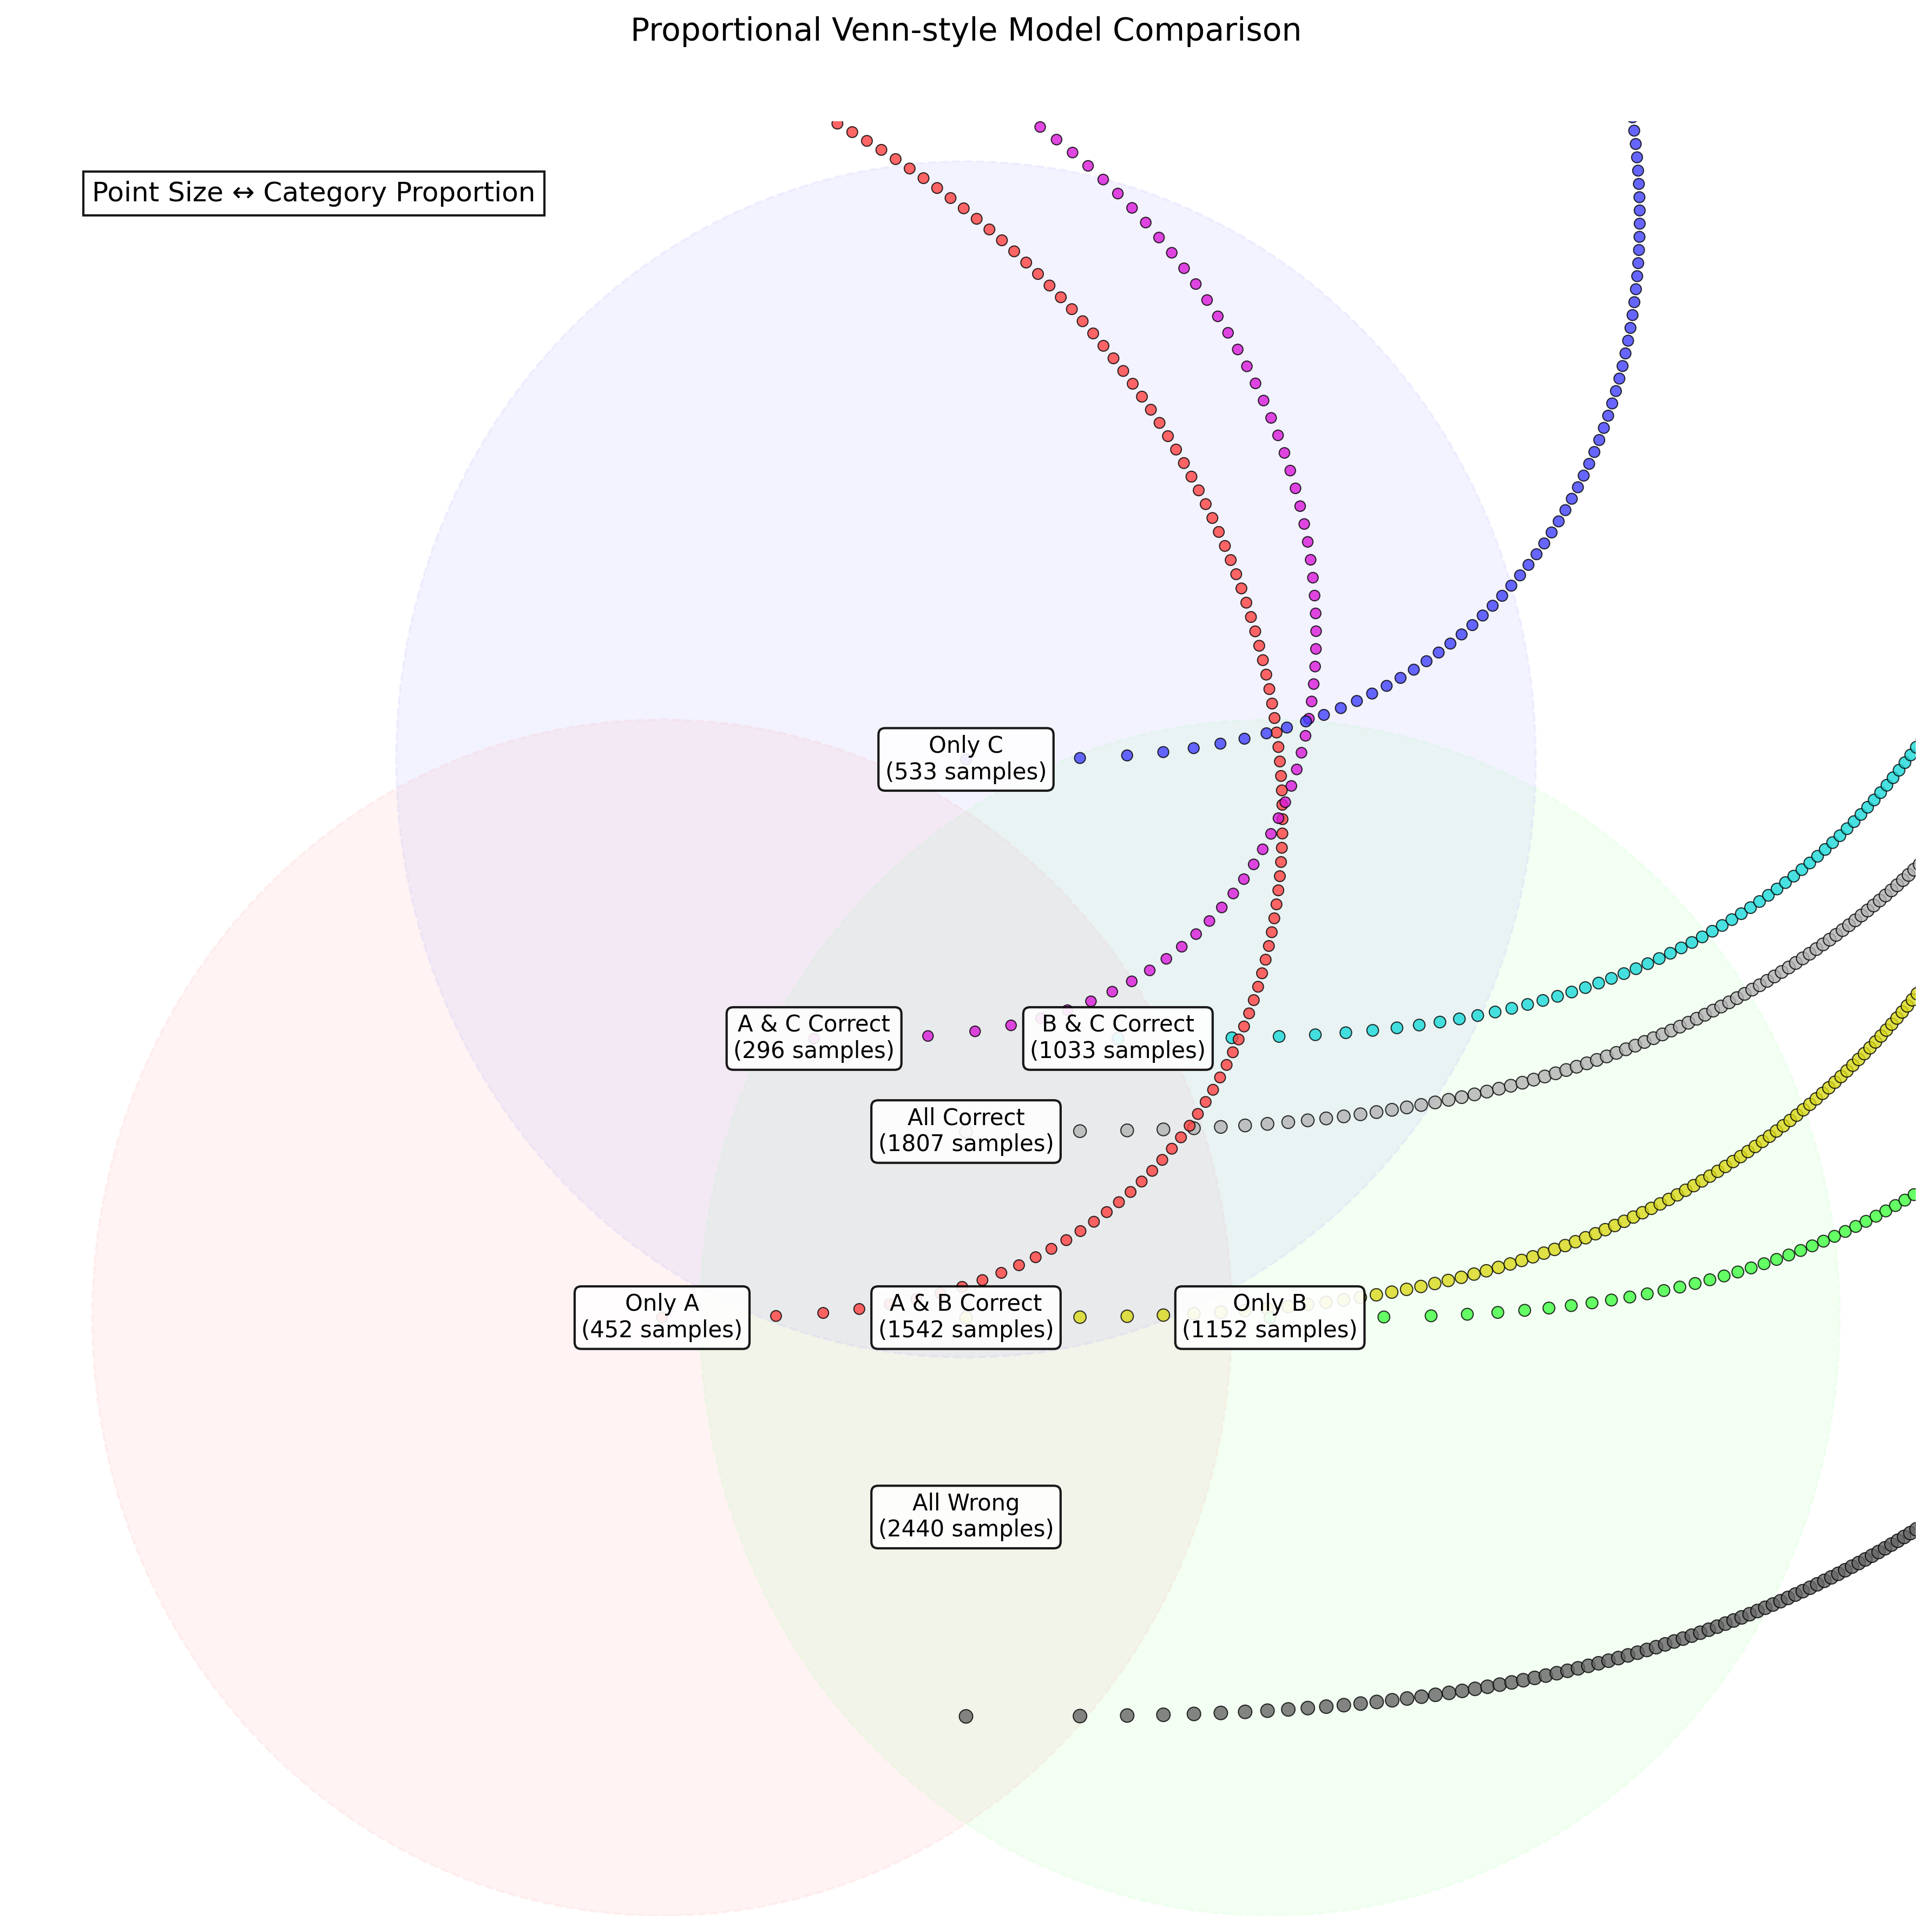 Proportional Venn-style Model Comparison
Point Size ↔ Category Proportion
Only C
(533 samples)
A & C Correct
(296 samples)
B & C Correct
(1033 samples)
All Correct
(1807 samples)
Only A
(452 samples)
A & B Correct
(1542 samples)
Only B
(1152 samples)
All Wrong
(2440 samples)